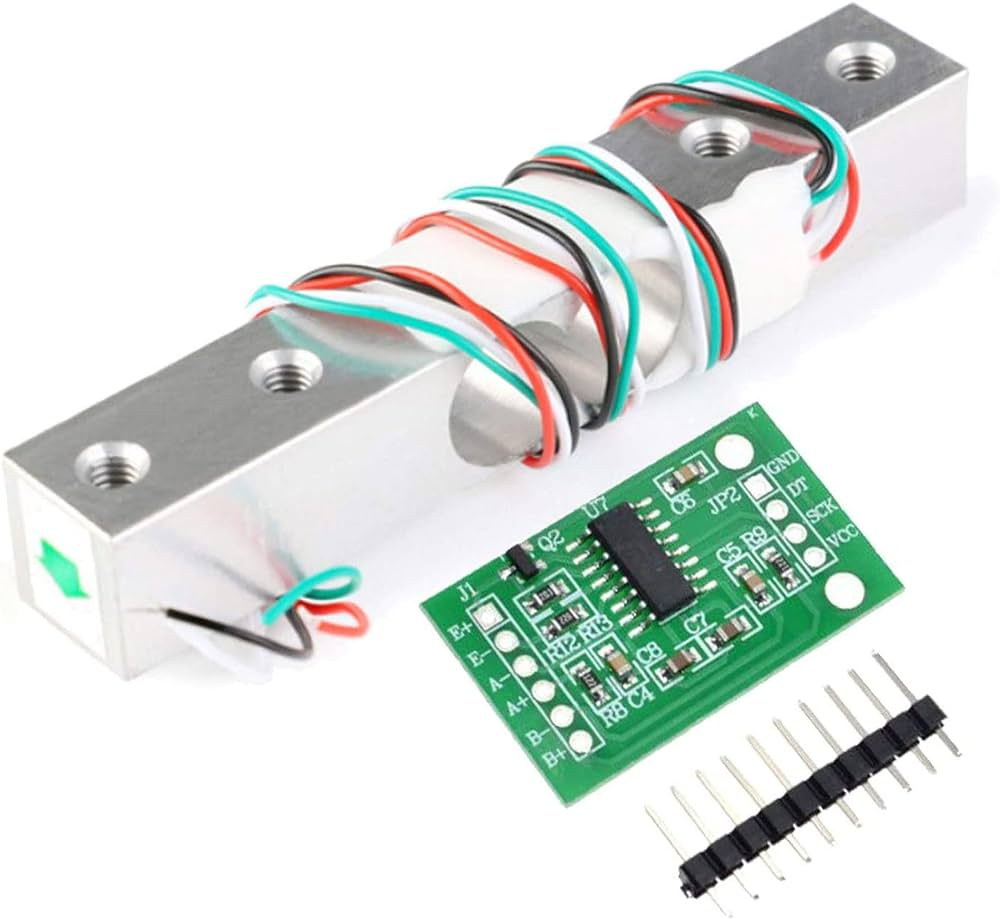 K
GND
DT
SCK
VCC
JP2
C6
U7
Q2
J1
E+
E-
A-
A+
B-
B+
R12
R13
R8
C4
C8
C7
C5
R9